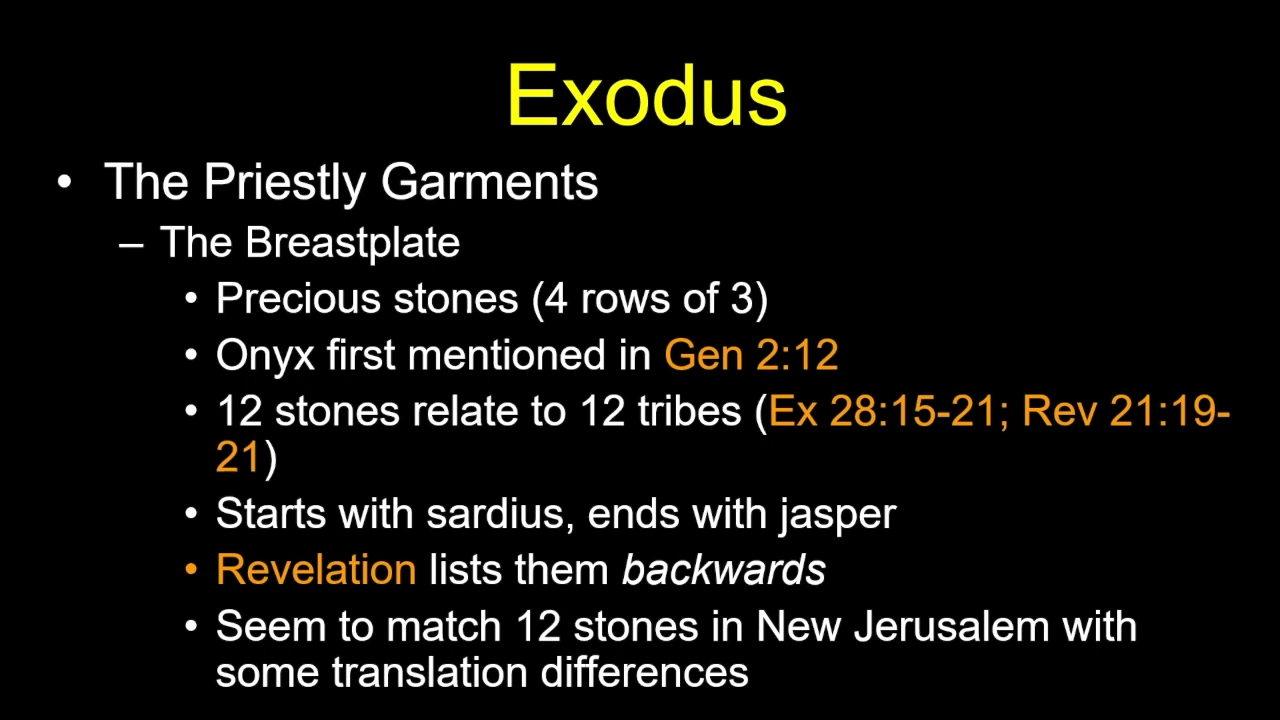 Exodus
• The Priestly Garments
– The Breastplate
• Precious stones (4 rows of 3)
• Onyx first mentioned in Gen 2:12
• 12 stones relate to 12 tribes (Ex 28:15-21; Rev 21:19-
21)
• Starts with sardius, ends with jasper
• Revelation lists them backwards
• Seem to match 12 stones in New Jerusalem with
some translation differences